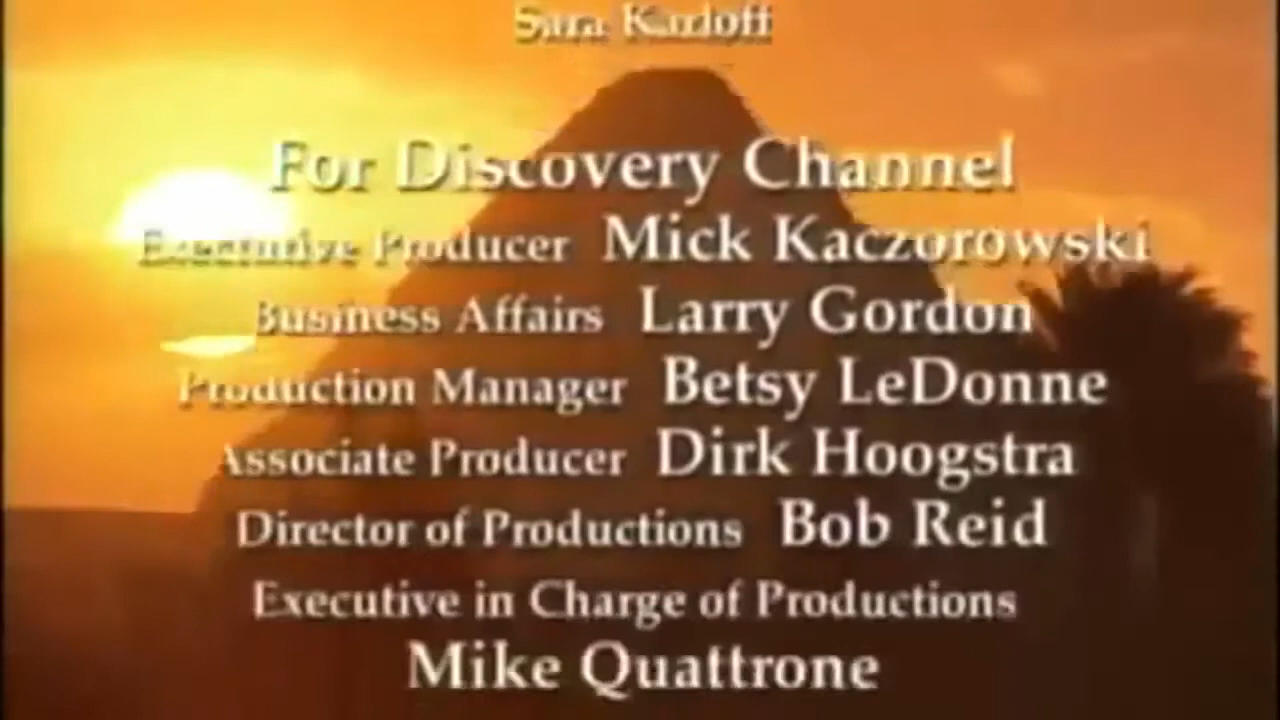 Sara Karloff
For Discovery Channel
Executive Producer Mick Kaczorowski
Business Affairs Larry Gordon
Production Manager Betsy LeDonne
Associate Producer Dirk Hoogstra
Director of Productions Bob Reid
Executive in Charge of Productions
Mike Quattrone